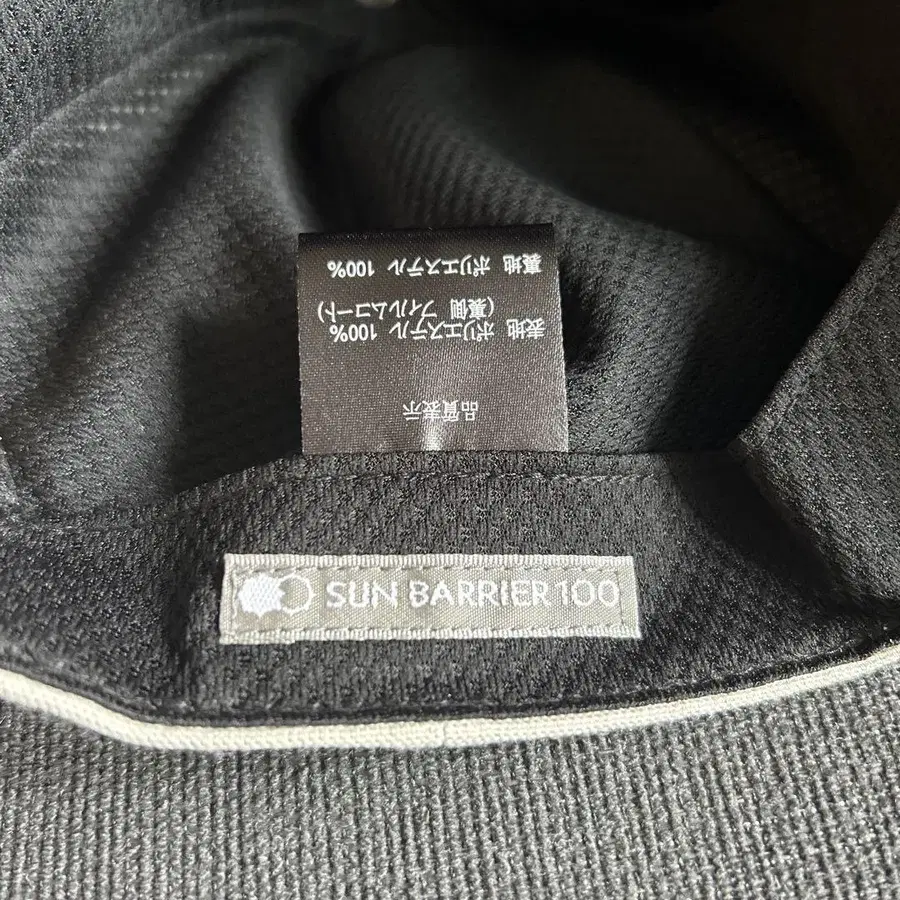 品質表示
表地 ポリエステル 100%
(裏側 フィルムコート)
裏地 ポリエステル 100%
SUN BARRIER 100